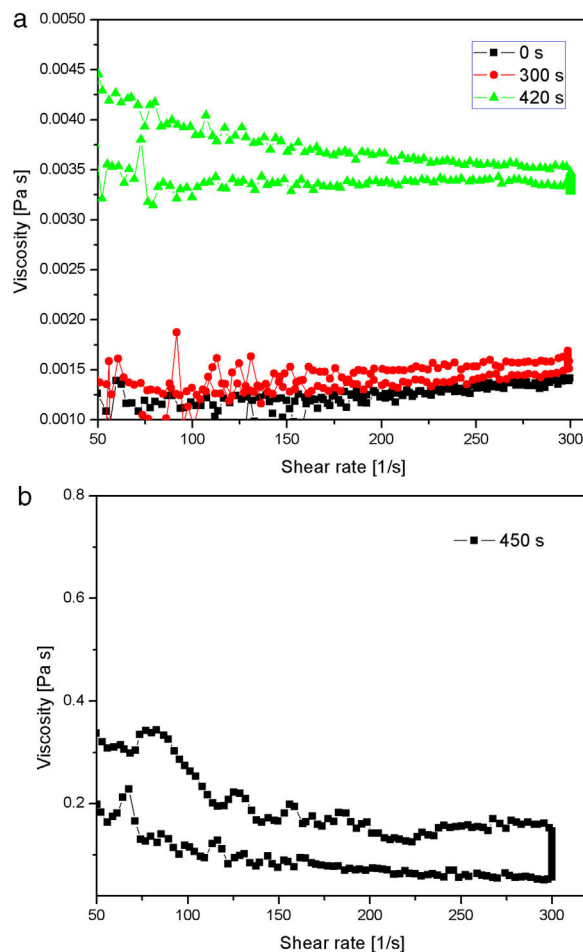 a
0.0050
0.0045
0.0040
0.0035
0.0030
0.0025
0.0020
0.0015
0.0010
Viscosity [Pa s]
0 s
300 s
420 s
50 100 150 200 250 300
Shear rate [1/s]
b
0.8
0.6
0.4
0.2
Viscosity [Pa s]
450 s
50 100 150 200 250 300
Shear rate [1/s]